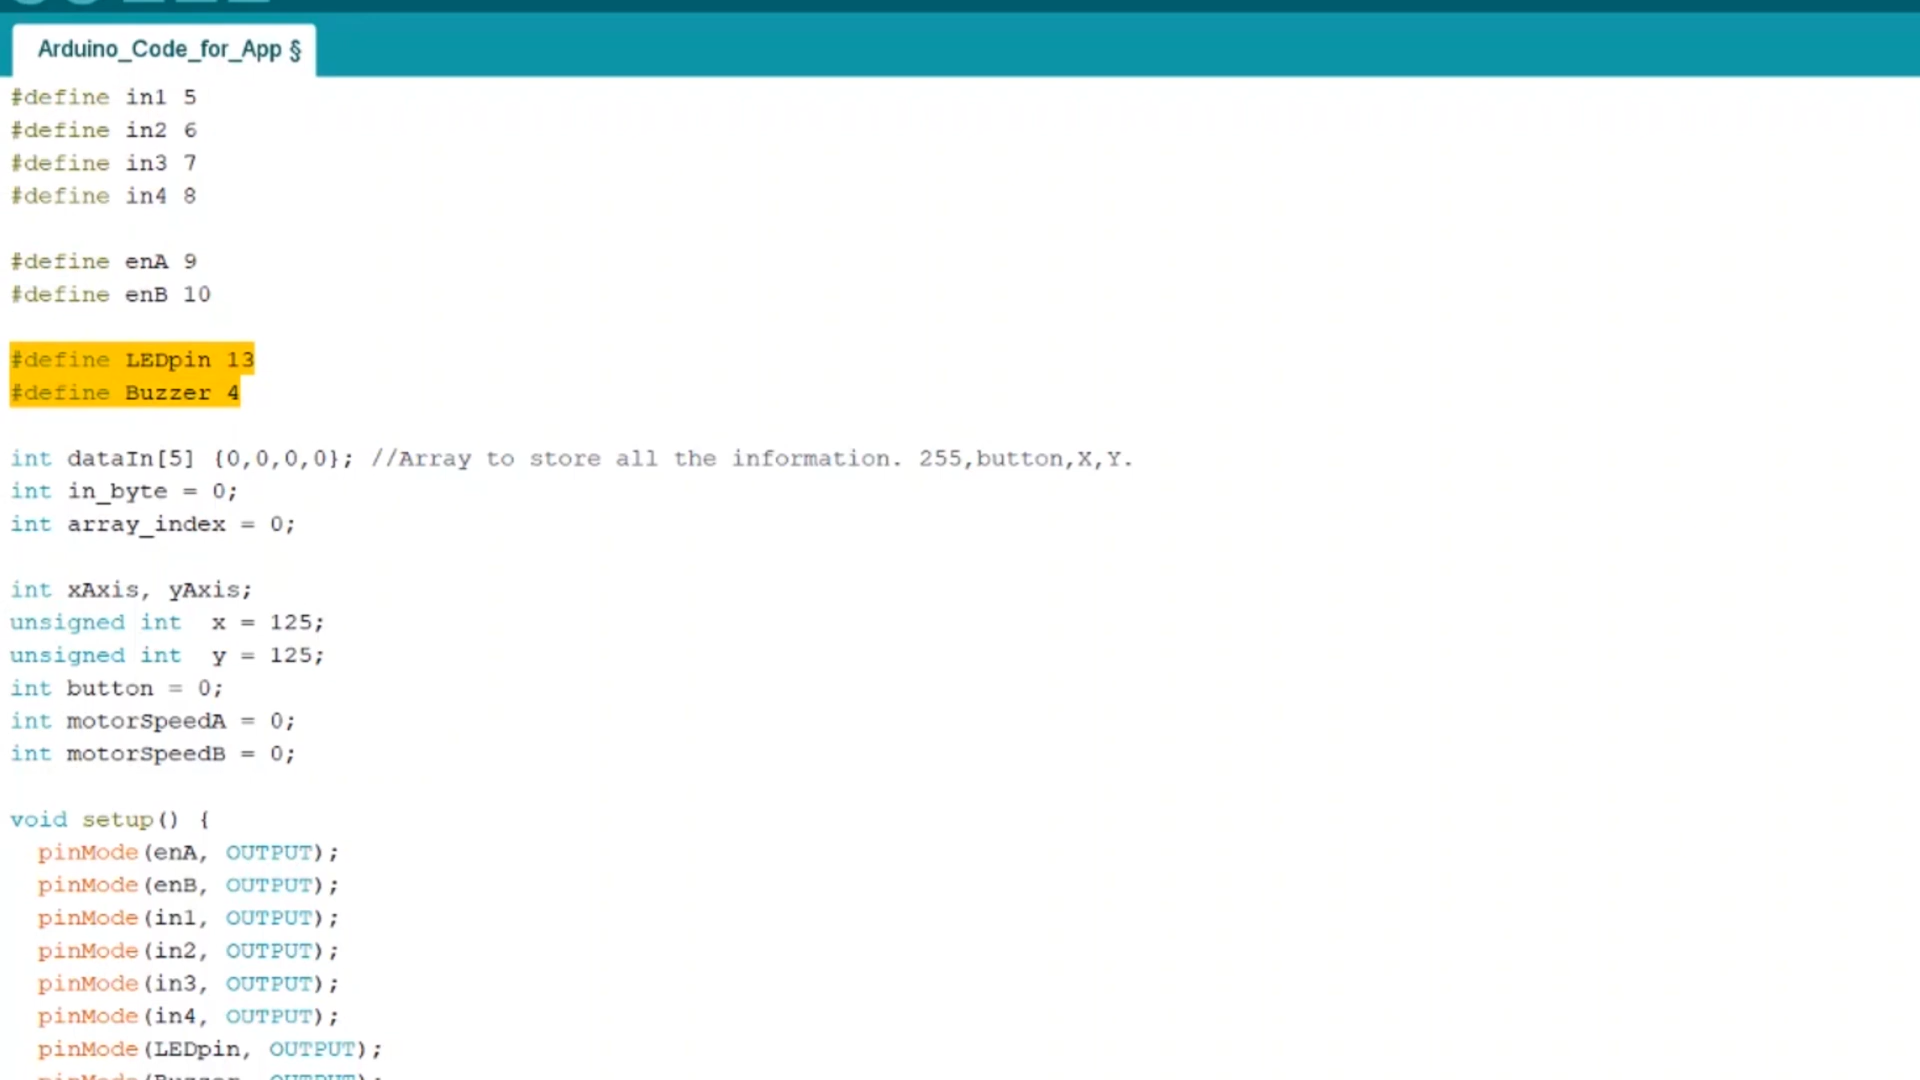 Arduino_Code_for_App §
#define in1 5
#define in2 6
#define in3 7
#define in4 8
#define enA 9
#define enB 10
#define LEDpin 13
#define Buzzer 4
int dataIn[5] {0,0,0,0}; //Array to store all the information. 255,button,X,Y.
int in_byte = 0;
int array_index = 0;
int xAxis, yAxis;
unsigned int  x = 125;
unsigned int  y = 125;
int button = 0;
int motorSpeedA = 0;
int motorSpeedB = 0;
void setup() {
  pinMode(enA, OUTPUT);
  pinMode(enB, OUTPUT);
  pinMode(in1, OUTPUT);
  pinMode(in2, OUTPUT);
  pinMode(in3, OUTPUT);
  pinMode(in4, OUTPUT);
  pinMode(LEDpin, OUTPUT);
  pinMode(Buzzer, OUTPUT);